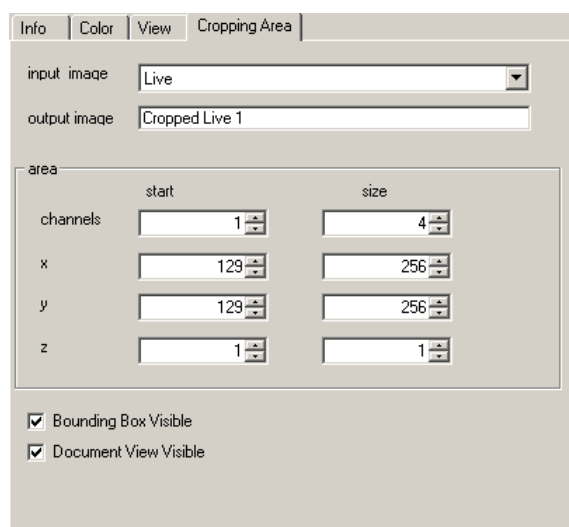 Info Color View Cropping Area
input image Live
output image Cropped Live 1
area
start size
channels 1 4
x 129 256
y 129 256
z 1 1
Bounding Box Visible
Document View Visible